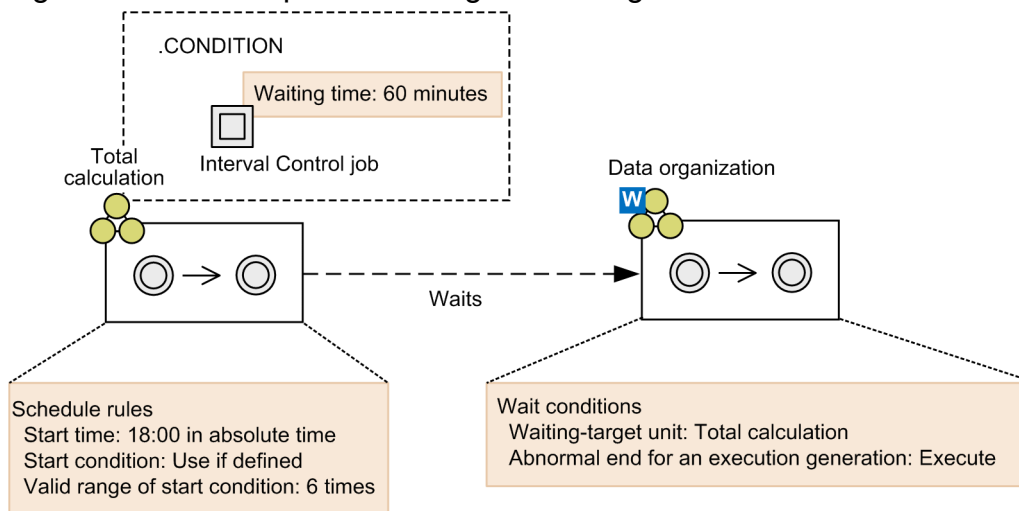 .CONDITION
Waiting time: 60 minutes
Interval Control job
Total
calculation
Data organization
W
Waits
Schedule rules
Start time: 18:00 in absolute time
Start condition: Use if defined
Valid range of start condition: 6 times
Wait conditions
Waiting-target unit: Total calculation
Abnormal end for an execution generation: Execute